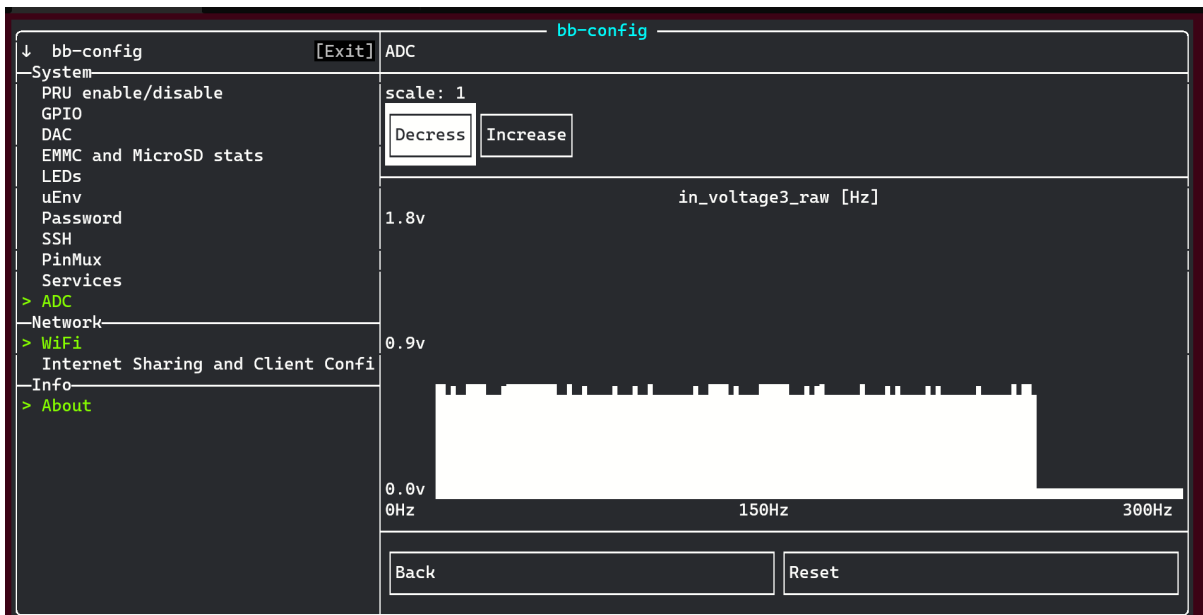 bb-config
↓ bb-config [Exit]
System
PRU enable/disable
GPIO
DAC
EMMC and MicroSD stats
LEDs
uEnv
Password
SSH
PinMux
Services
> ADC
Network
> WiFi
Internet Sharing and Client Confi
Info
> About
ADC
scale: 1
Decress Increase
in_voltage3_raw [Hz]
1.8v
0.9v
0.0v
0Hz 150Hz 300Hz
Back Reset